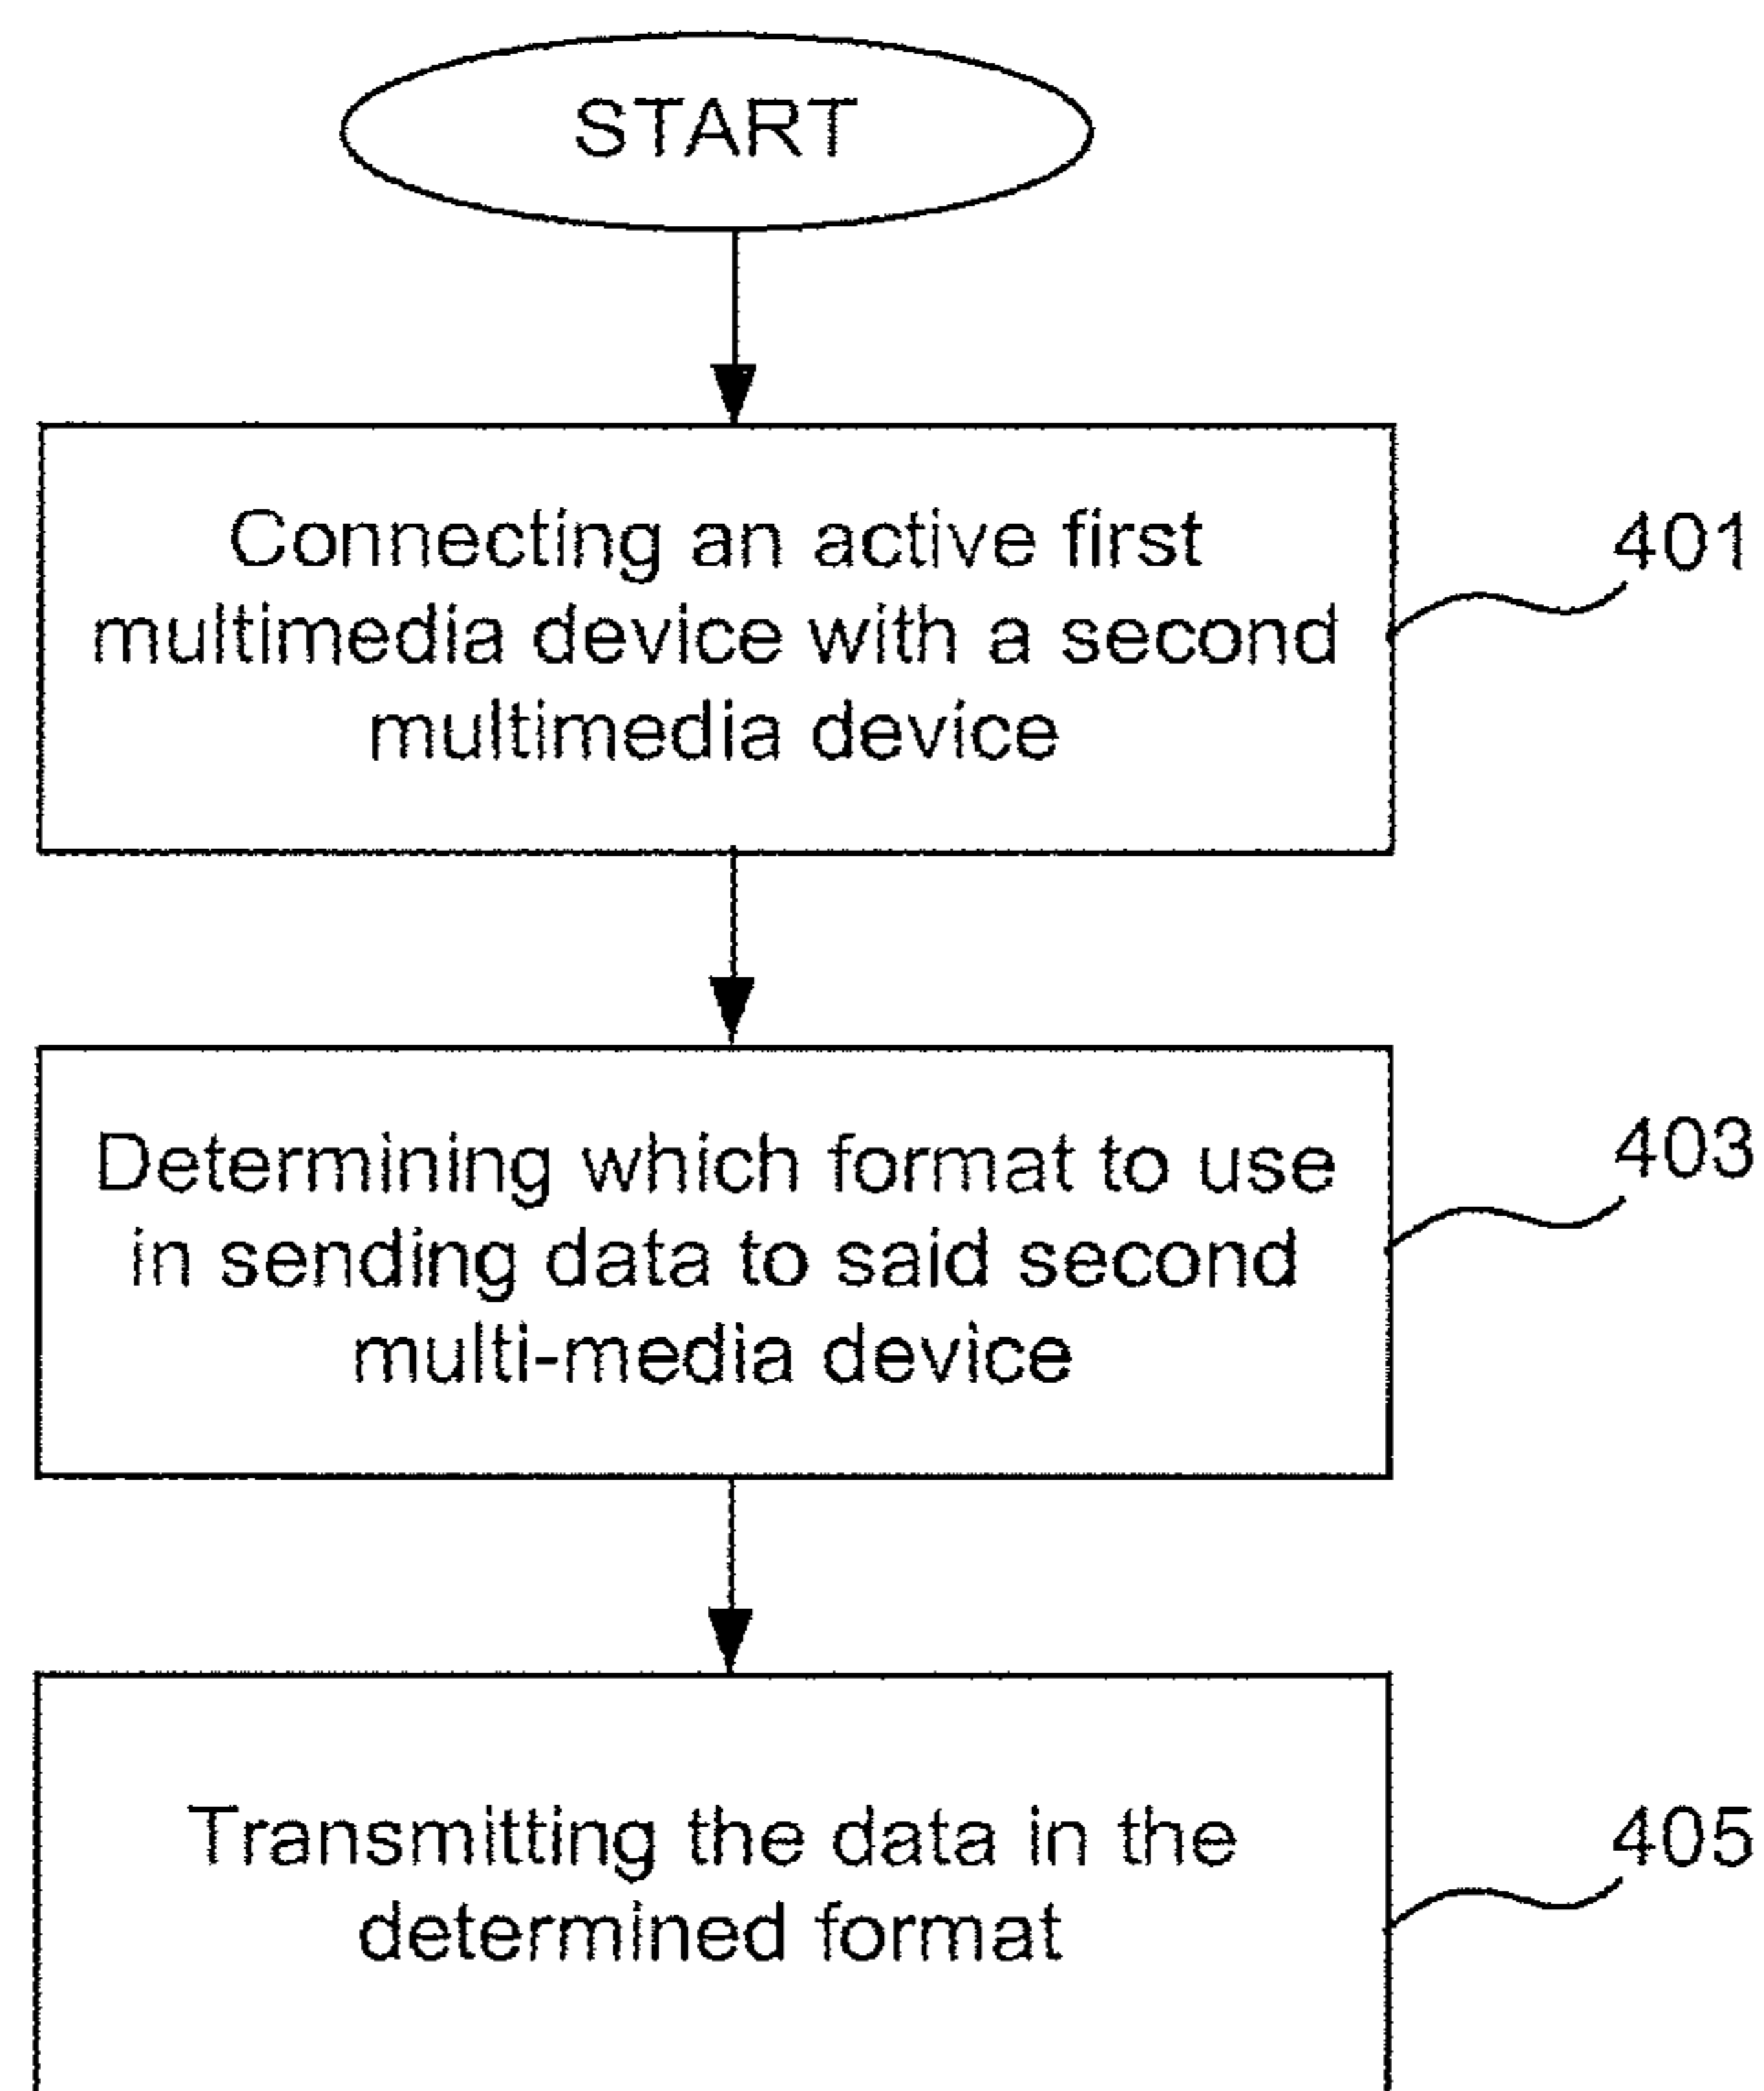 START
Connecting an active first
multimedia device with a second
multimedia device
401
Determining which format to use
in sending data to said second
multi-media device
403
Transmitting the data in the
determined format
405